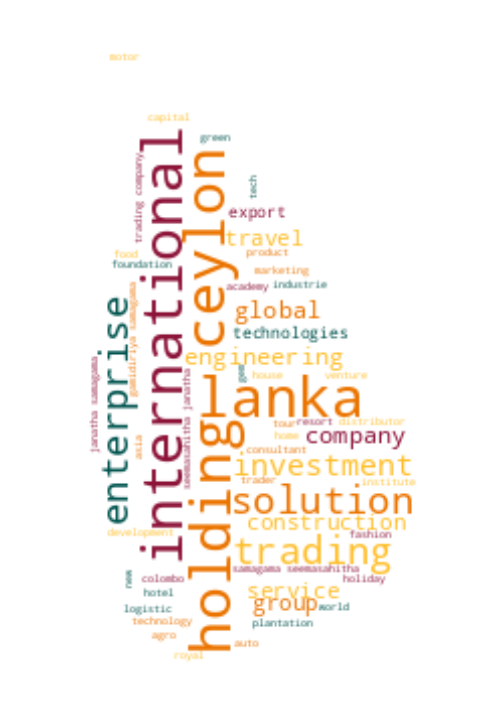 motor
capital
green
international
trading company
ceylon
tech
export
travel
product
food
foundation
marketing
academy
industrie
gamidiriya samagama
enterprise
global
technologies
engineering
gem
house
venture
janatha samagama
seemasahitha janatha
lanka
tour
resort
distributor
home
company
asia
holding
consultant
investment
trader
institute
solution
construction
development
fashion
trading
samagama seemasahitha
new
colombo
holiday
hotel
service
group
world
logistic
technology
plantation
agro
auto
royal